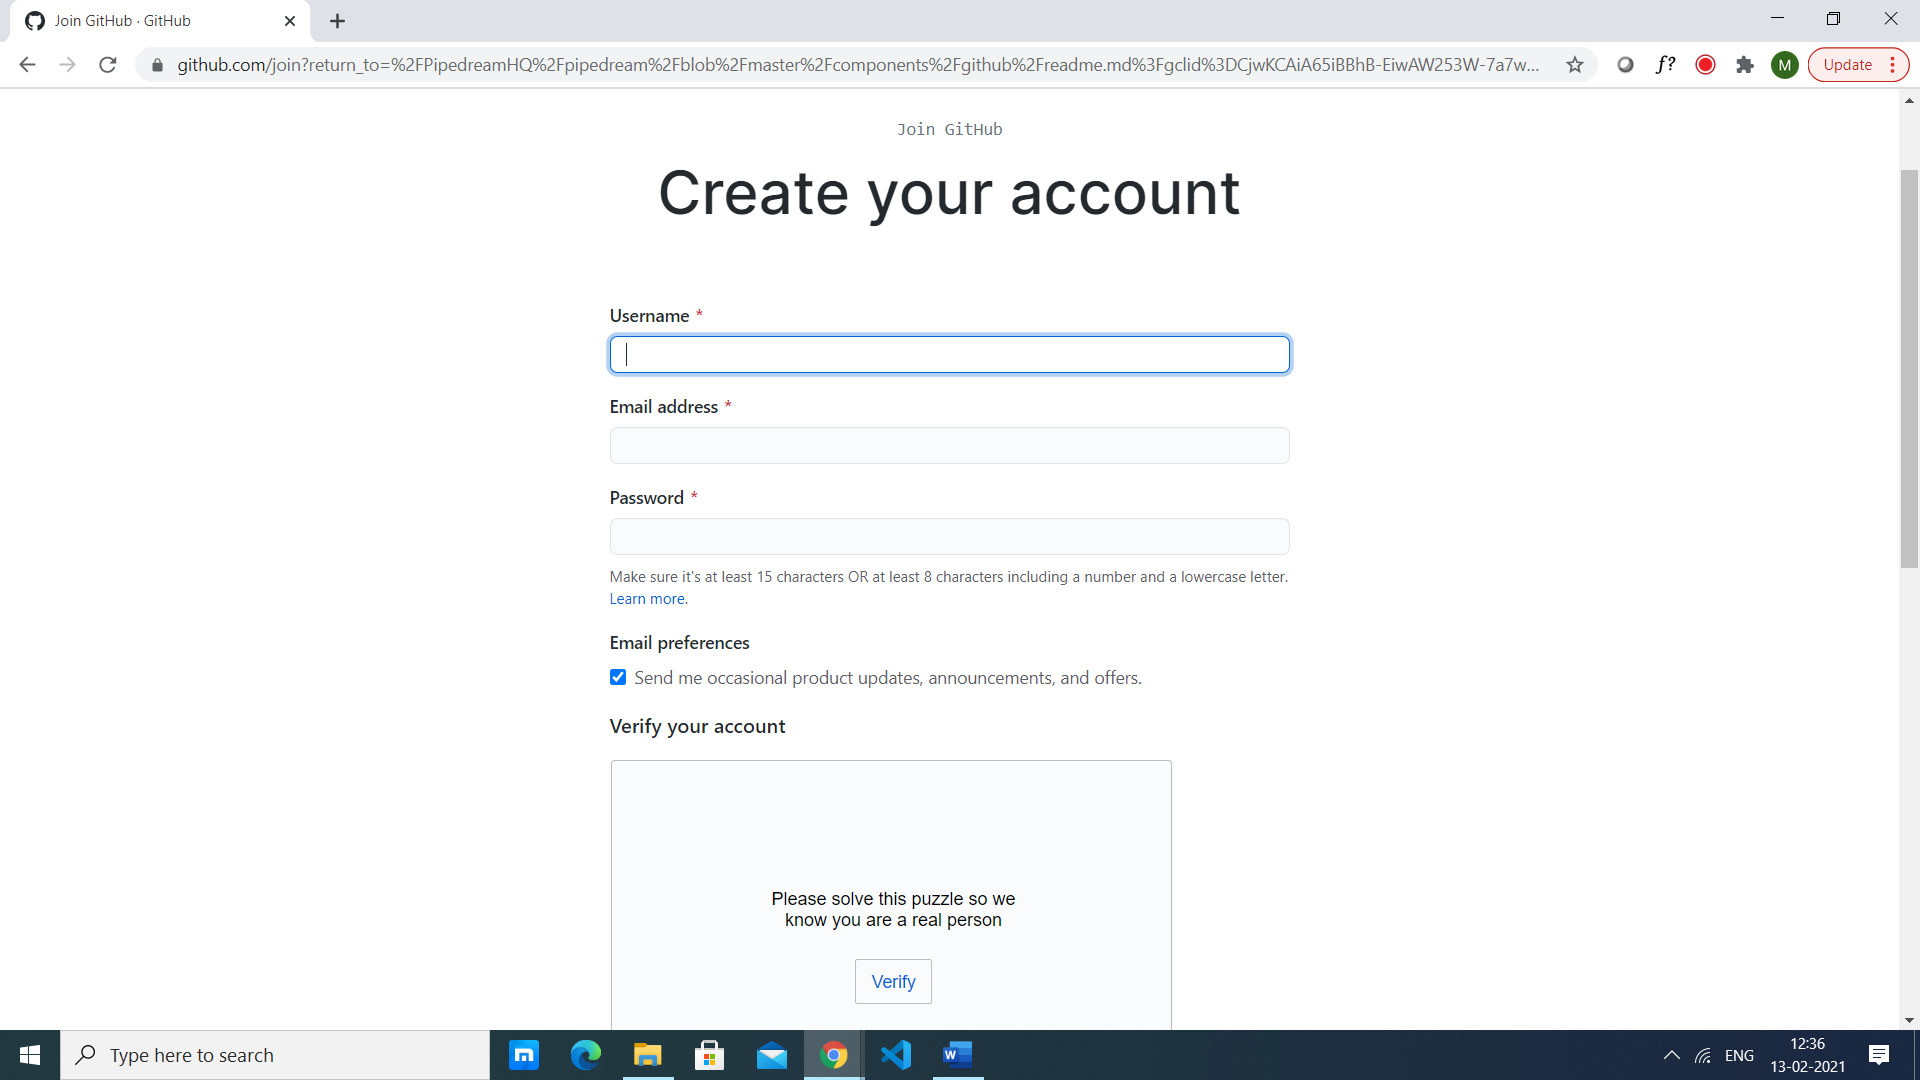 Join GitHub · GitHub
github.com/join?return_to=%2FPipedreamHQ%2Fpipedream%2Fblob%2Fmaster%2Fcomponents%2Fgithub%2Freadme.md%3Fgclid%3DCjwKCAiA65iBBhB-EiwAW253W-7a7w...
f?
M
Update
Join GitHub
Create your account
Username *
Email address *
Password *
Make sure it's at least 15 characters OR at least 8 characters including a number and a lowercase letter.
Learn more.
Email preferences
Send me occasional product updates, announcements, and offers.
Verify your account
Please solve this puzzle so we
know you are a real person
Verify
Type here to search
ENG
12:36
13-02-2021